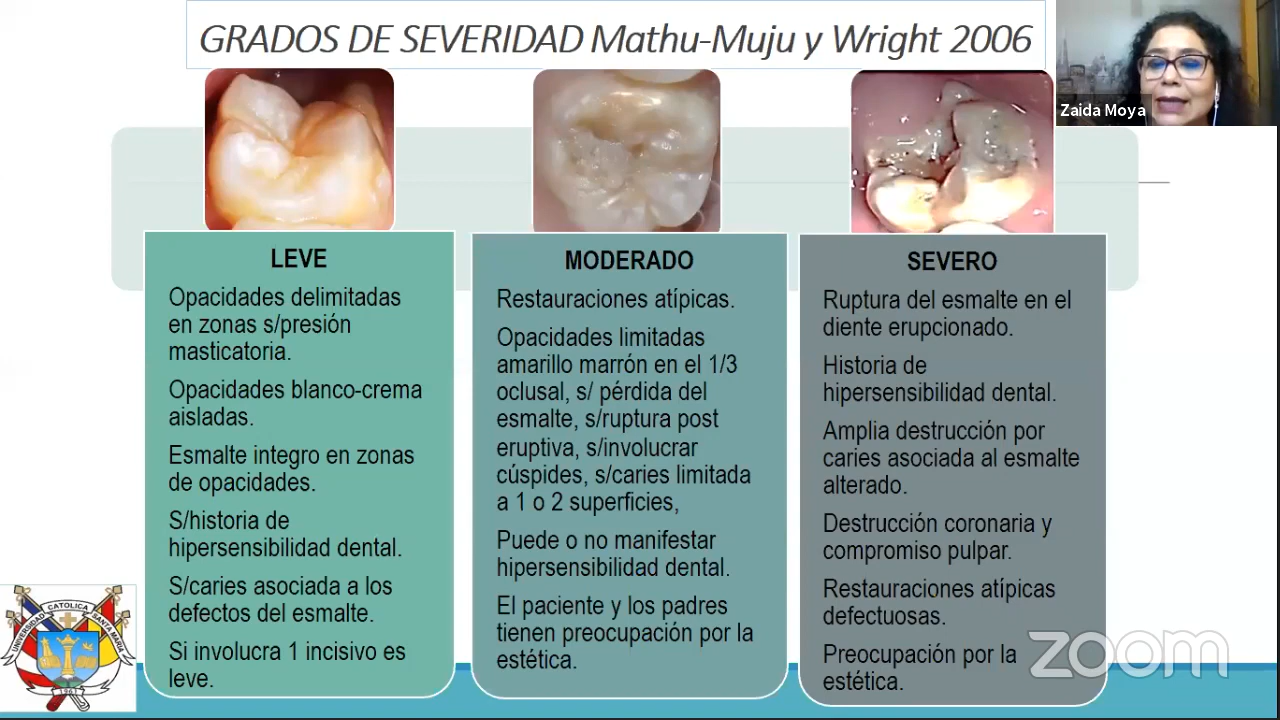 GRADOS DE SEVERIDAD Mathu-Muju y Wright 2006
Zaida Moya
LEVE
Opacidades delimitadas
en zonas s/presión
masticatoria.
Opacidades blanco-crema
aisladas.
Esmalte integro en zonas
de opacidades.
S/historia de
hipersensibilidad dental.
S/caries asociada a los
defectos del esmalte.
Si involucra 1 incisivo es
leve.
MODERADO
Restauraciones atípicas.
Opacidades limitadas
amarillo marrón en el 1/3
oclusal, s/ pérdida del
esmalte, s/ruptura post
eruptiva, s/involucrar
cúspides, s/caries limitada
a 1 o 2 superficies,
Puede o no manifestar
hipersensibilidad dental.
El paciente y los padres
tienen preocupación por la
estética.
SEVERO
Ruptura del esmalte en el
diente erupcionado.
Historia de
hipersensibilidad dental.
Amplia destrucción por
caries asociada al esmalte
alterado.
Destrucción coronaria y
compromiso pulpar.
Restauraciones atípicas
defectuosas.
Preocupación por la
estética.
UNIVERSIDAD CATOLICA SANTA MARIA
1961
zoom